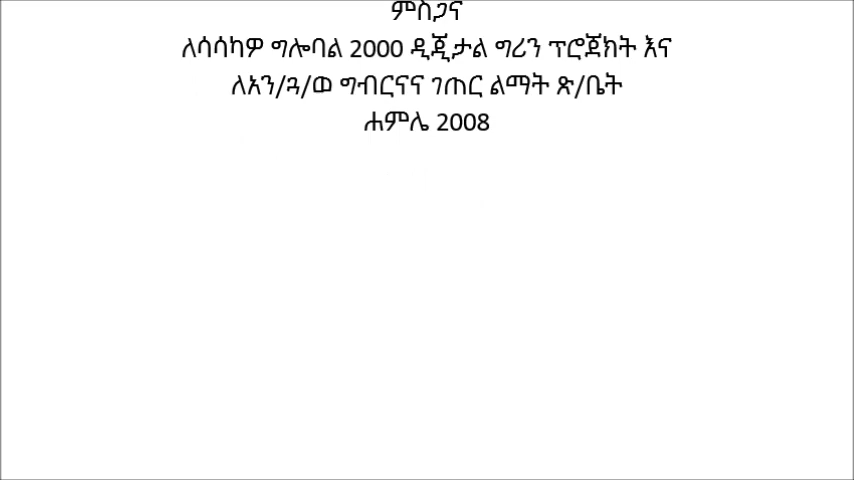 ምስጋና
ለሳሳካዎ ግሎባል 2000 ዲጂታል ግሪን ፕሮጀክት እና
ለአን/ጓ/ወ ግብርናና ገጠር ልማት ጽ/ቤት
ሐምሌ 2008